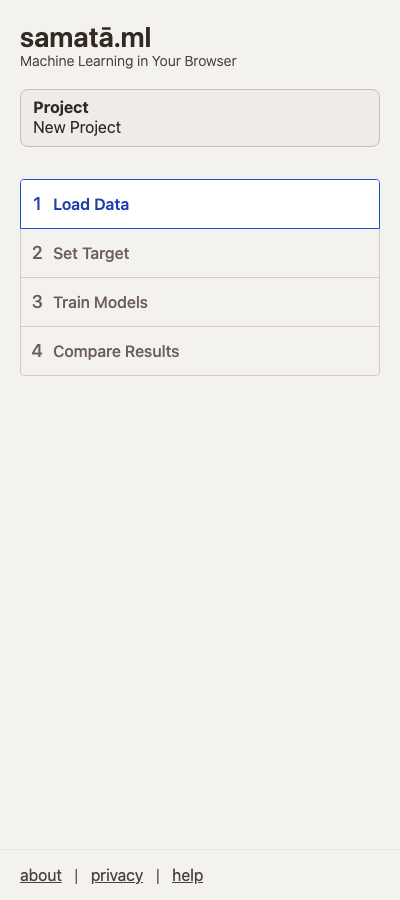 samatā.ml
Machine Learning in Your Browser
Project
New Project
1 Load Data
2 Set Target
3 Train Models
4 Compare Results
about | privacy | help